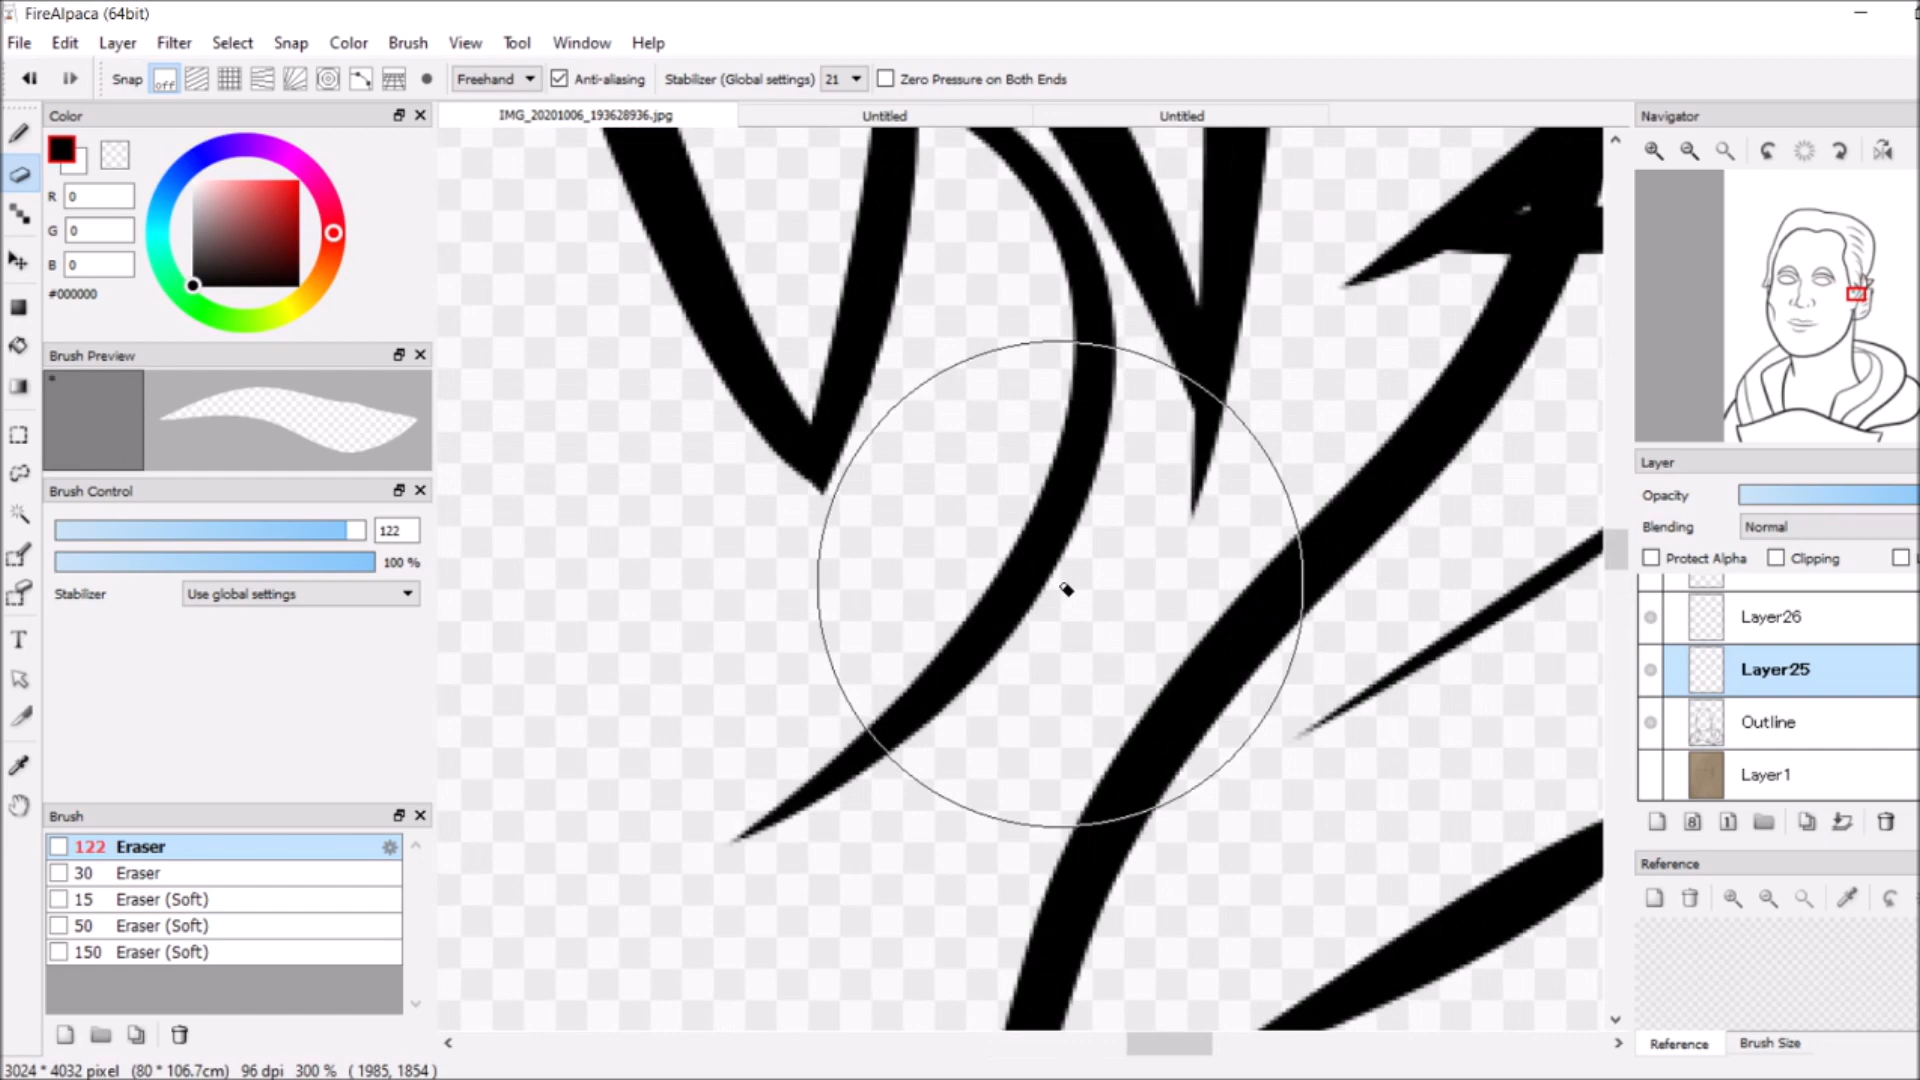 FireAlpaca (64bit)
File Edit Layer Filter Select Snap Color Brush View Tool Window Help
Snap off Freehand Anti-aliasing Stabilizer (Global settings) 21 Zero Pressure on Both Ends
Color
IMG_20201006_193628936.jpg Untitled Untitled
Navigator
R 0
G 0
B 0
#000000
Brush Preview
Layer
Brush Control
Opacity
122
Blending Normal
100 %
Protect Alpha Clipping
Stabilizer Use global settings
Layer26
Layer25
Outline
Layer1
Brush
122 Eraser
30 Eraser
15 Eraser (Soft)
50 Eraser (Soft)
150 Eraser (Soft)
8 1
Reference
Reference Brush Size
T
3024 * 4032 pixel (80 * 106.7cm) 96 dpi 300 % ( 1985, 1854 )